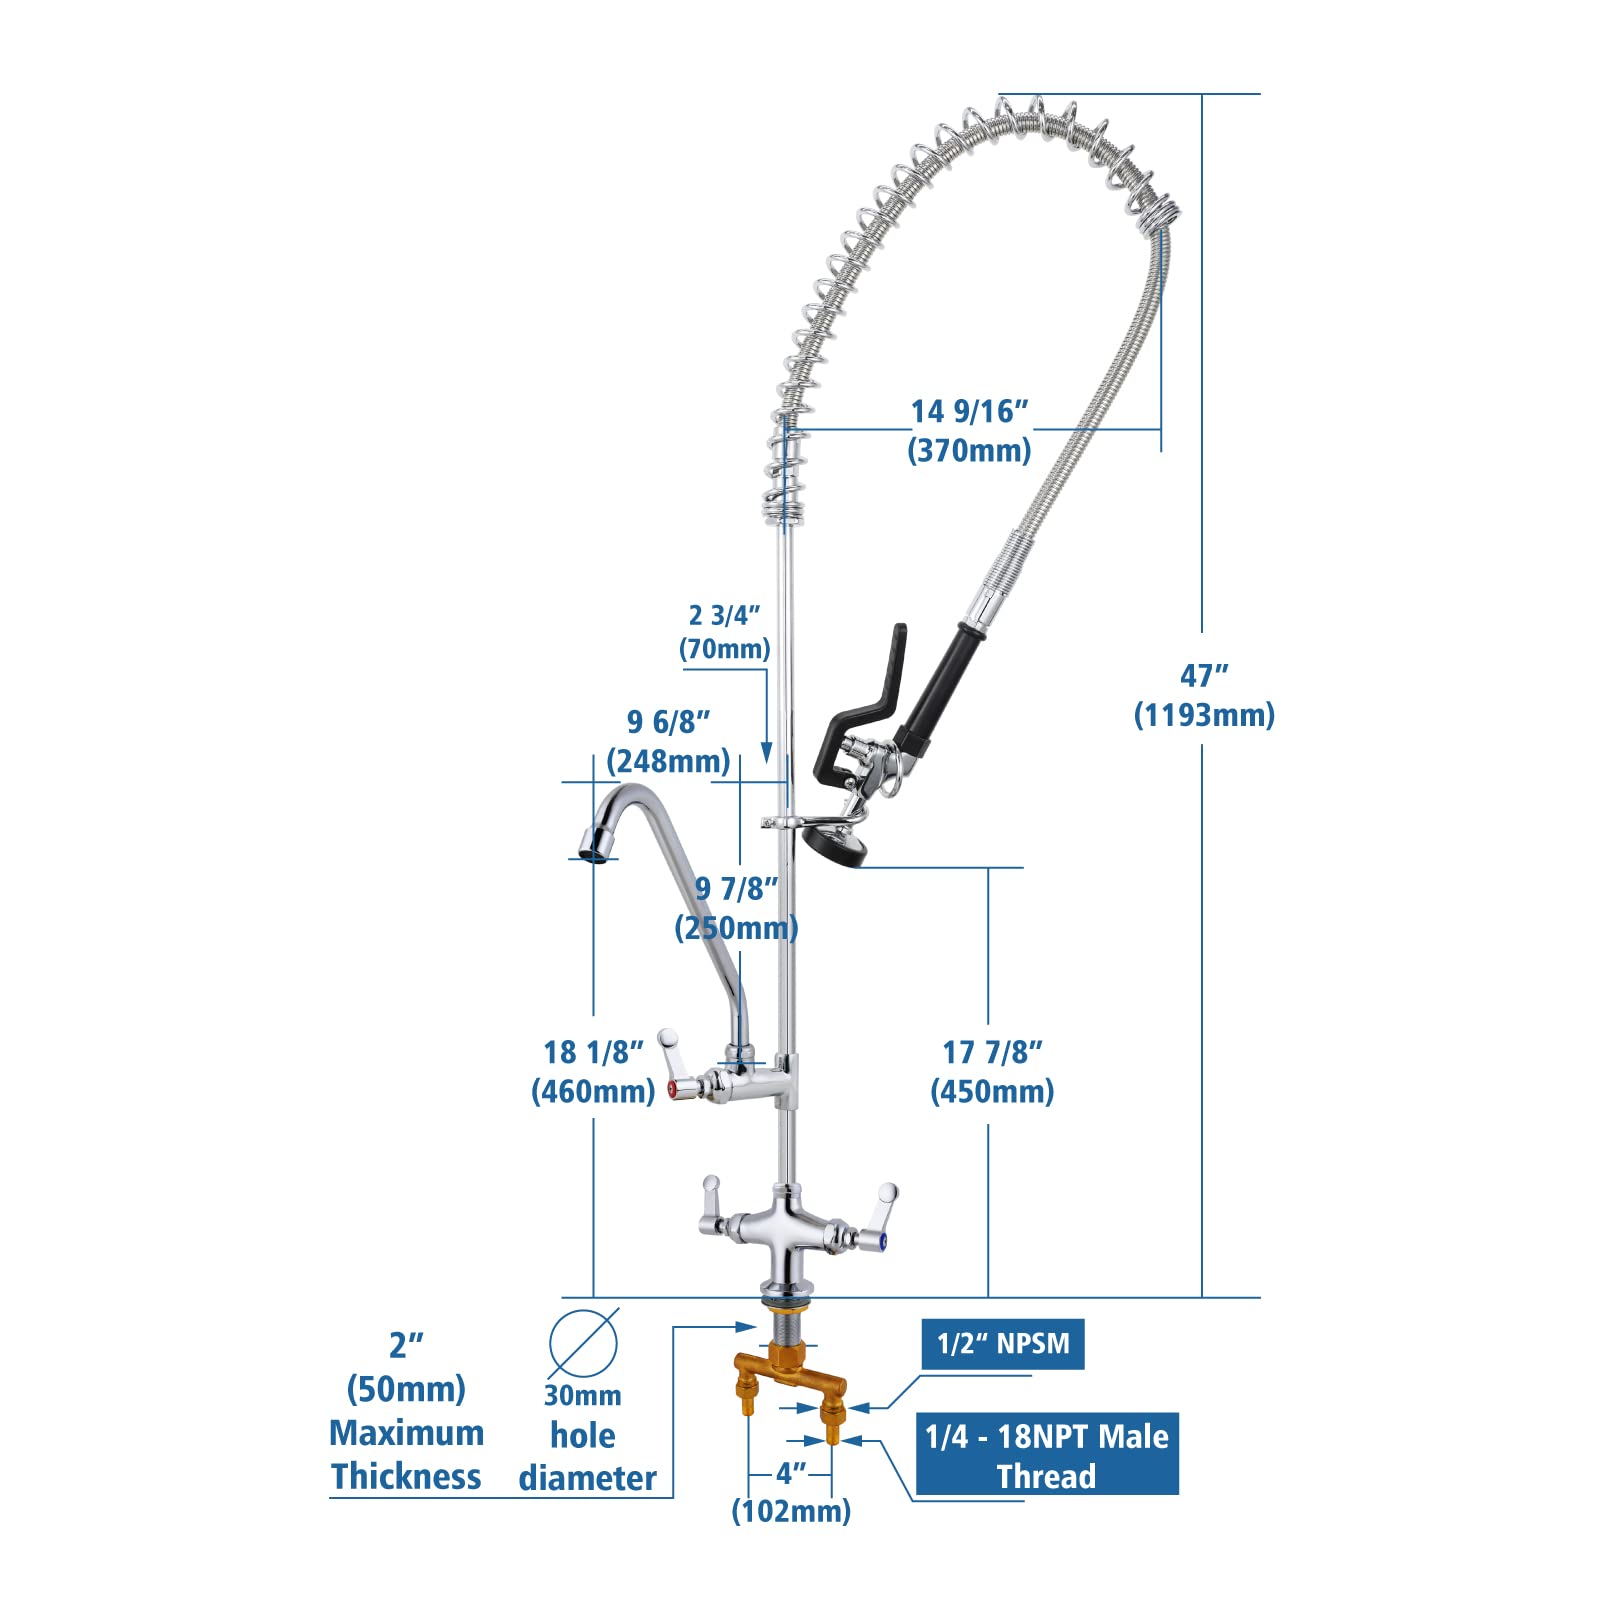 14 9/16”
(370mm)
2 3/4”
(70mm)
47”
(1193mm)
9 6/8”
(248mm)
9 7/8”
(250mm)
18 1/8”
(460mm)
17 7/8”
(450mm)
2”
(50mm)
Maximum
Thickness
30mm
hole
diameter
1/2“ NPSM
1/4 - 18NPT Male
Thread
4”
(102mm)